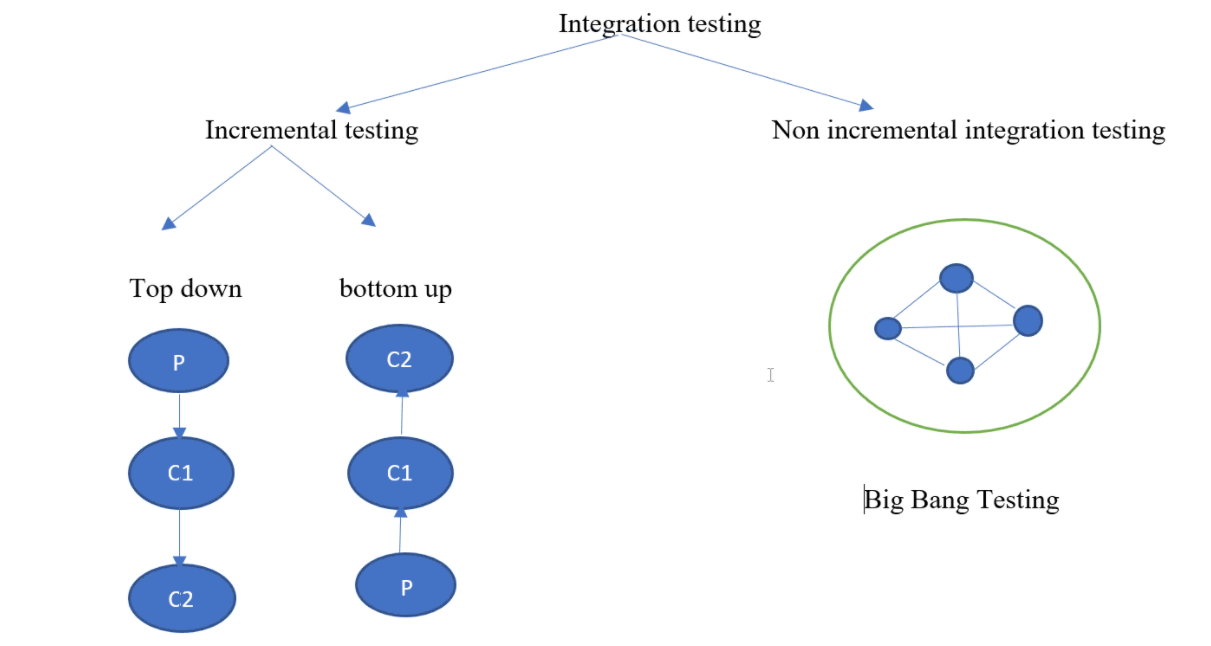 Integration testing
Incremental testing
Non incremental integration testing
Top down
bottom up
P
C1
C2
C2
C1
P
Big Bang Testing